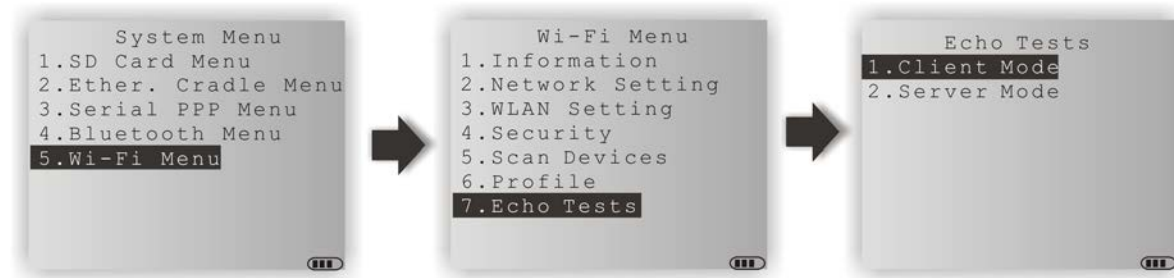 System Menu
1.SD Card Menu
2.Ether. Cradle Menu
3.Serial PPP Menu
4.Bluetooth Menu
5.Wi-Fi Menu
Wi-Fi Menu
1.Information
2.Network Setting
3.WLAN Setting
4.Security
5.Scan Devices
6.Profile
7.Echo Tests
Echo Tests
1.Client Mode
2.Server Mode